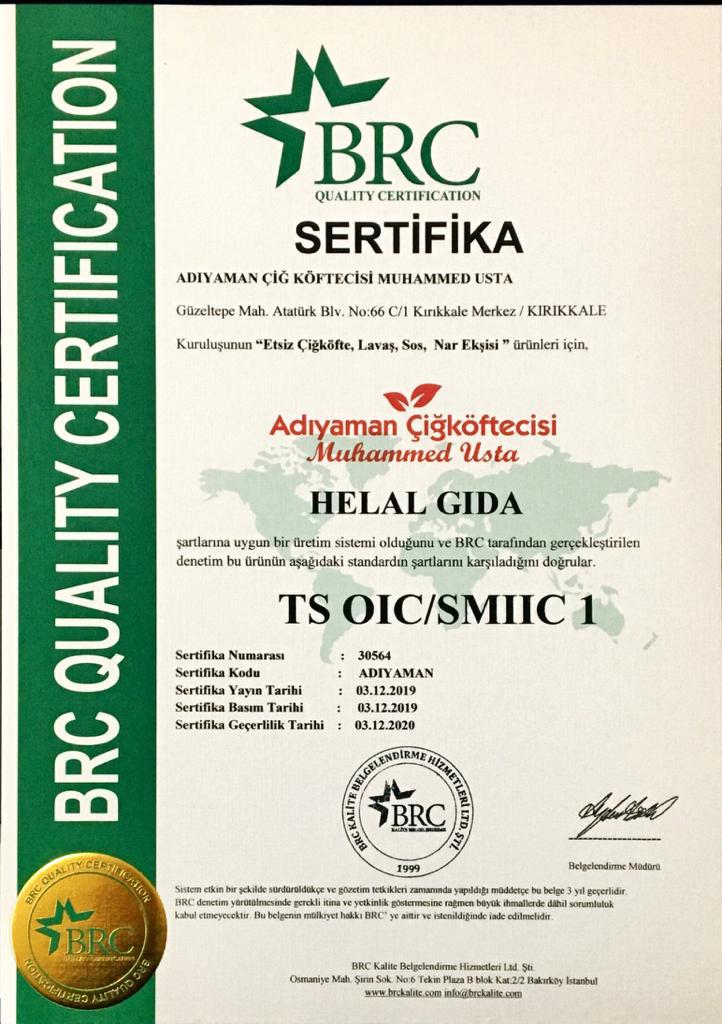 BRC QUALITY CERTIFICATION
BRC
QUALITY CERTIFICATION
SERTİFİKA
ADIYAMAN ÇİĞ KÖFTECİSİ MUHAMMED USTA
Güzeltepe Mah. Atatürk Blv. No:66 C/1 Kırıkkale Merkez / KIRIKKALE
Kuruluşunun “Etsiz Çiğköfte, Lavaş, Sos, Nar Ekşisi ” ürünleri için,
Adıyaman Çiğköftecisi
Muhammed Usta
HELAL GIDA
şartlarına uygun bir üretim sistemi olduğunu ve BRC tarafından gerçekleştirilen
denetim bu ürünün aşağıdaki standardın şartlarını karşıladığını doğrular.
TS OIC/SMIIC 1
Sertifika Numarası : 30564
Sertifika Kodu : ADIYAMAN
Sertifika Yayın Tarihi : 03.12.2019
Sertifika Basım Tarihi : 03.12.2019
Sertifika Geçerlilik Tarihi : 03.12.2020
BRC KALİTE BELGELENDİRME HİZMETLERİ LTD. ŞTİ.
BRC
KALİTE BELGELENDİRME
1999
Belgelendirme Müdürü
BRC QUALITY CERTIFICATION
BRC
QUALITY CERTIFICATION
BRC QUALITY CERTIFICATION
Sistem etkin bir şekilde sürdürüldükçe ve gözetim tetkikleri zamanında yapıldığı müddetçe bu belge 3 yıl geçerlidir.
BRC denetim yürütülmesinde gerekli itina ve yetkinlik göstermesine rağmen büyük ihmallerde dâhil sorumluluk
kabul etmeyecektir. Bu belgenin mülkiyet hakkı BRC’ ye aittir ve istenildiğinde iade edilmelidir.
BRC Kalite Belgelendirme Hizmetleri Ltd. Şti.
Osmaniye Mah. Şirin Sok. No:6 Tekin Plaza B blok Kat:2/2 Bakırköy İstanbul
www.brckalite.com info@brckalite.com